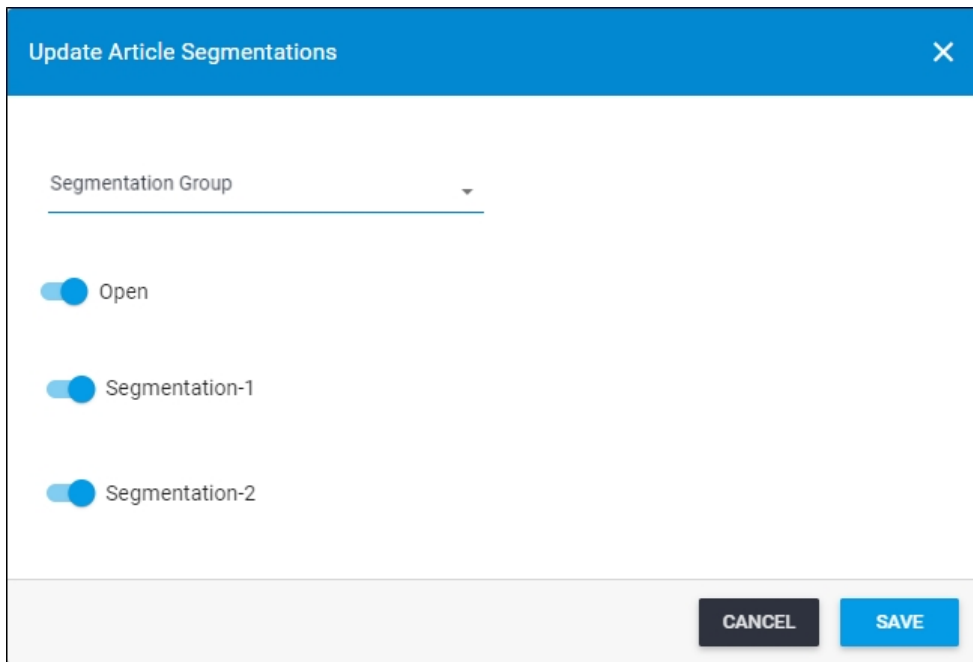 Update Article Segmentations
Segmentation Group
Open
Segmentation-1
Segmentation-2
CANCEL SAVE